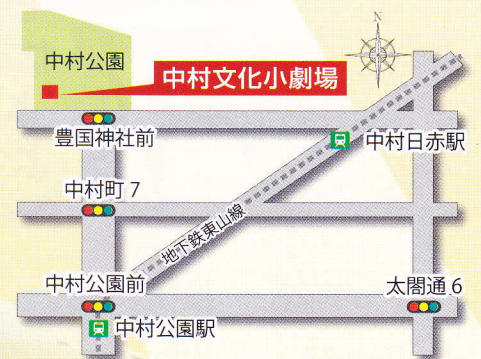 N
中村公園
中村文化小劇場
豊国神社前
中村日赤駅
中村町7
地下鉄東山線
中村公園前
太閤通6
中村公園駅